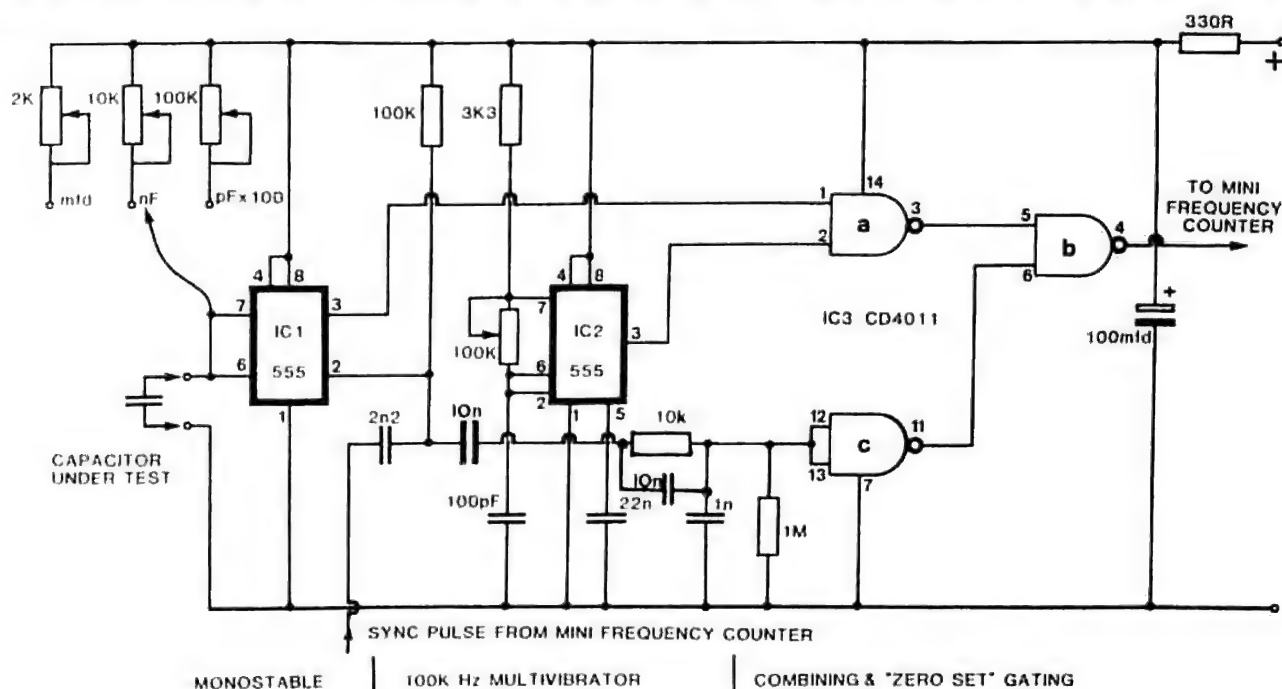 330R
+
2K
10K
100K
100K
3K3
mfd
nF
pFx100
14
TO MINI
FREQUENCY
COUNTER
1
2
a
3
5
6
b
4
4
8
7
3
IC1
555
6
2
1
4
8
7
100K
IC2
3
6
555
2
1
5
IC3 CD4011
+
100mfd
CAPACITOR
UNDER TEST
2n2
10n
10k
12
13
c
11
7
10n
100pF
22n
1n
1M
SYNC PULSE FROM MINI FREQUENCY COUNTER
MONOSTABLE
100K Hz MULTIVIBRATOR
COMBINING & "ZERO SET" GATING